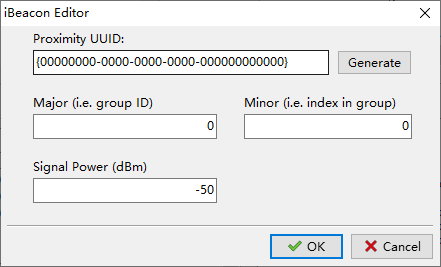 iBeacon Editor
Proximity UUID:
{00000000-0000-0000-0000-000000000000}
Generate
Major (i.e. group ID)
Minor (i.e. index in group)
0
0
Signal Power (dBm)
-50
OK
Cancel